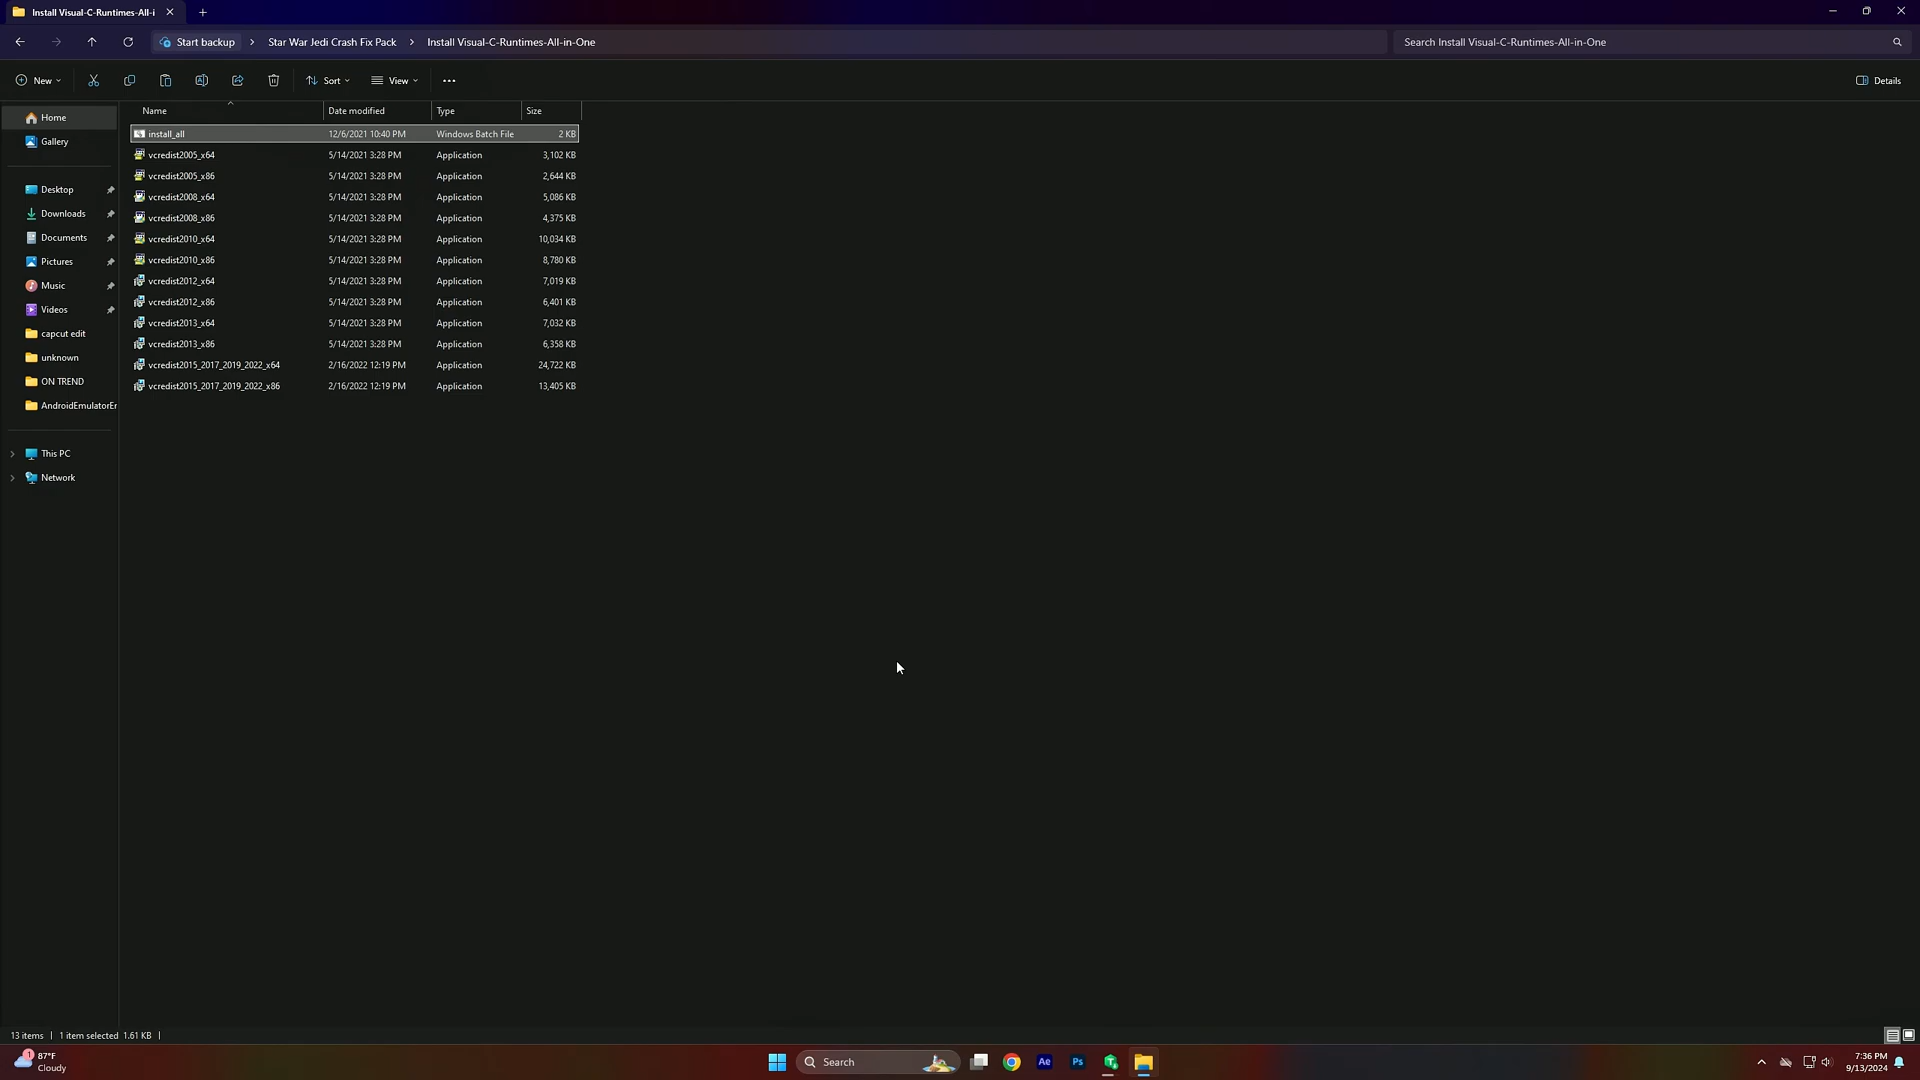 Install Visual-C-Runtimes-All-i
Start backup > Star War Jedi Crash Fix Pack > Install Visual-C-Runtimes-All-in-One
Search Install Visual-C-Runtimes-All-in-One
New Sort View Details
Name Date modified Type Size
install_all 12/6/2021 10:40 PM Windows Batch File 2 KB
vcredist2005_x64 5/14/2021 3:28 PM Application 3,102 KB
vcredist2005_x86 5/14/2021 3:28 PM Application 2,644 KB
vcredist2008_x64 5/14/2021 3:28 PM Application 5,086 KB
vcredist2008_x86 5/14/2021 3:28 PM Application 4,375 KB
vcredist2010_x64 5/14/2021 3:28 PM Application 10,034 KB
vcredist2010_x86 5/14/2021 3:28 PM Application 8,780 KB
vcredist2012_x64 5/14/2021 3:28 PM Application 7,019 KB
vcredist2012_x86 5/14/2021 3:28 PM Application 6,401 KB
vcredist2013_x64 5/14/2021 3:28 PM Application 7,032 KB
vcredist2013_x86 5/14/2021 3:28 PM Application 6,358 KB
vcredist2015_2017_2019_2022_x64 2/16/2022 12:19 PM Application 24,722 KB
vcredist2015_2017_2019_2022_x86 2/16/2022 12:19 PM Application 13,405 KB
Home
Gallery
Desktop
Downloads
Documents
Pictures
Music
Videos
capcut edit
unknown
ON TREND
AndroidEmulatorEr
This PC
Network
13 items 1 item selected 1.61 KB
1
87°F
Cloudy
Search
Ae
Ps
7:36 PM
9/13/2024